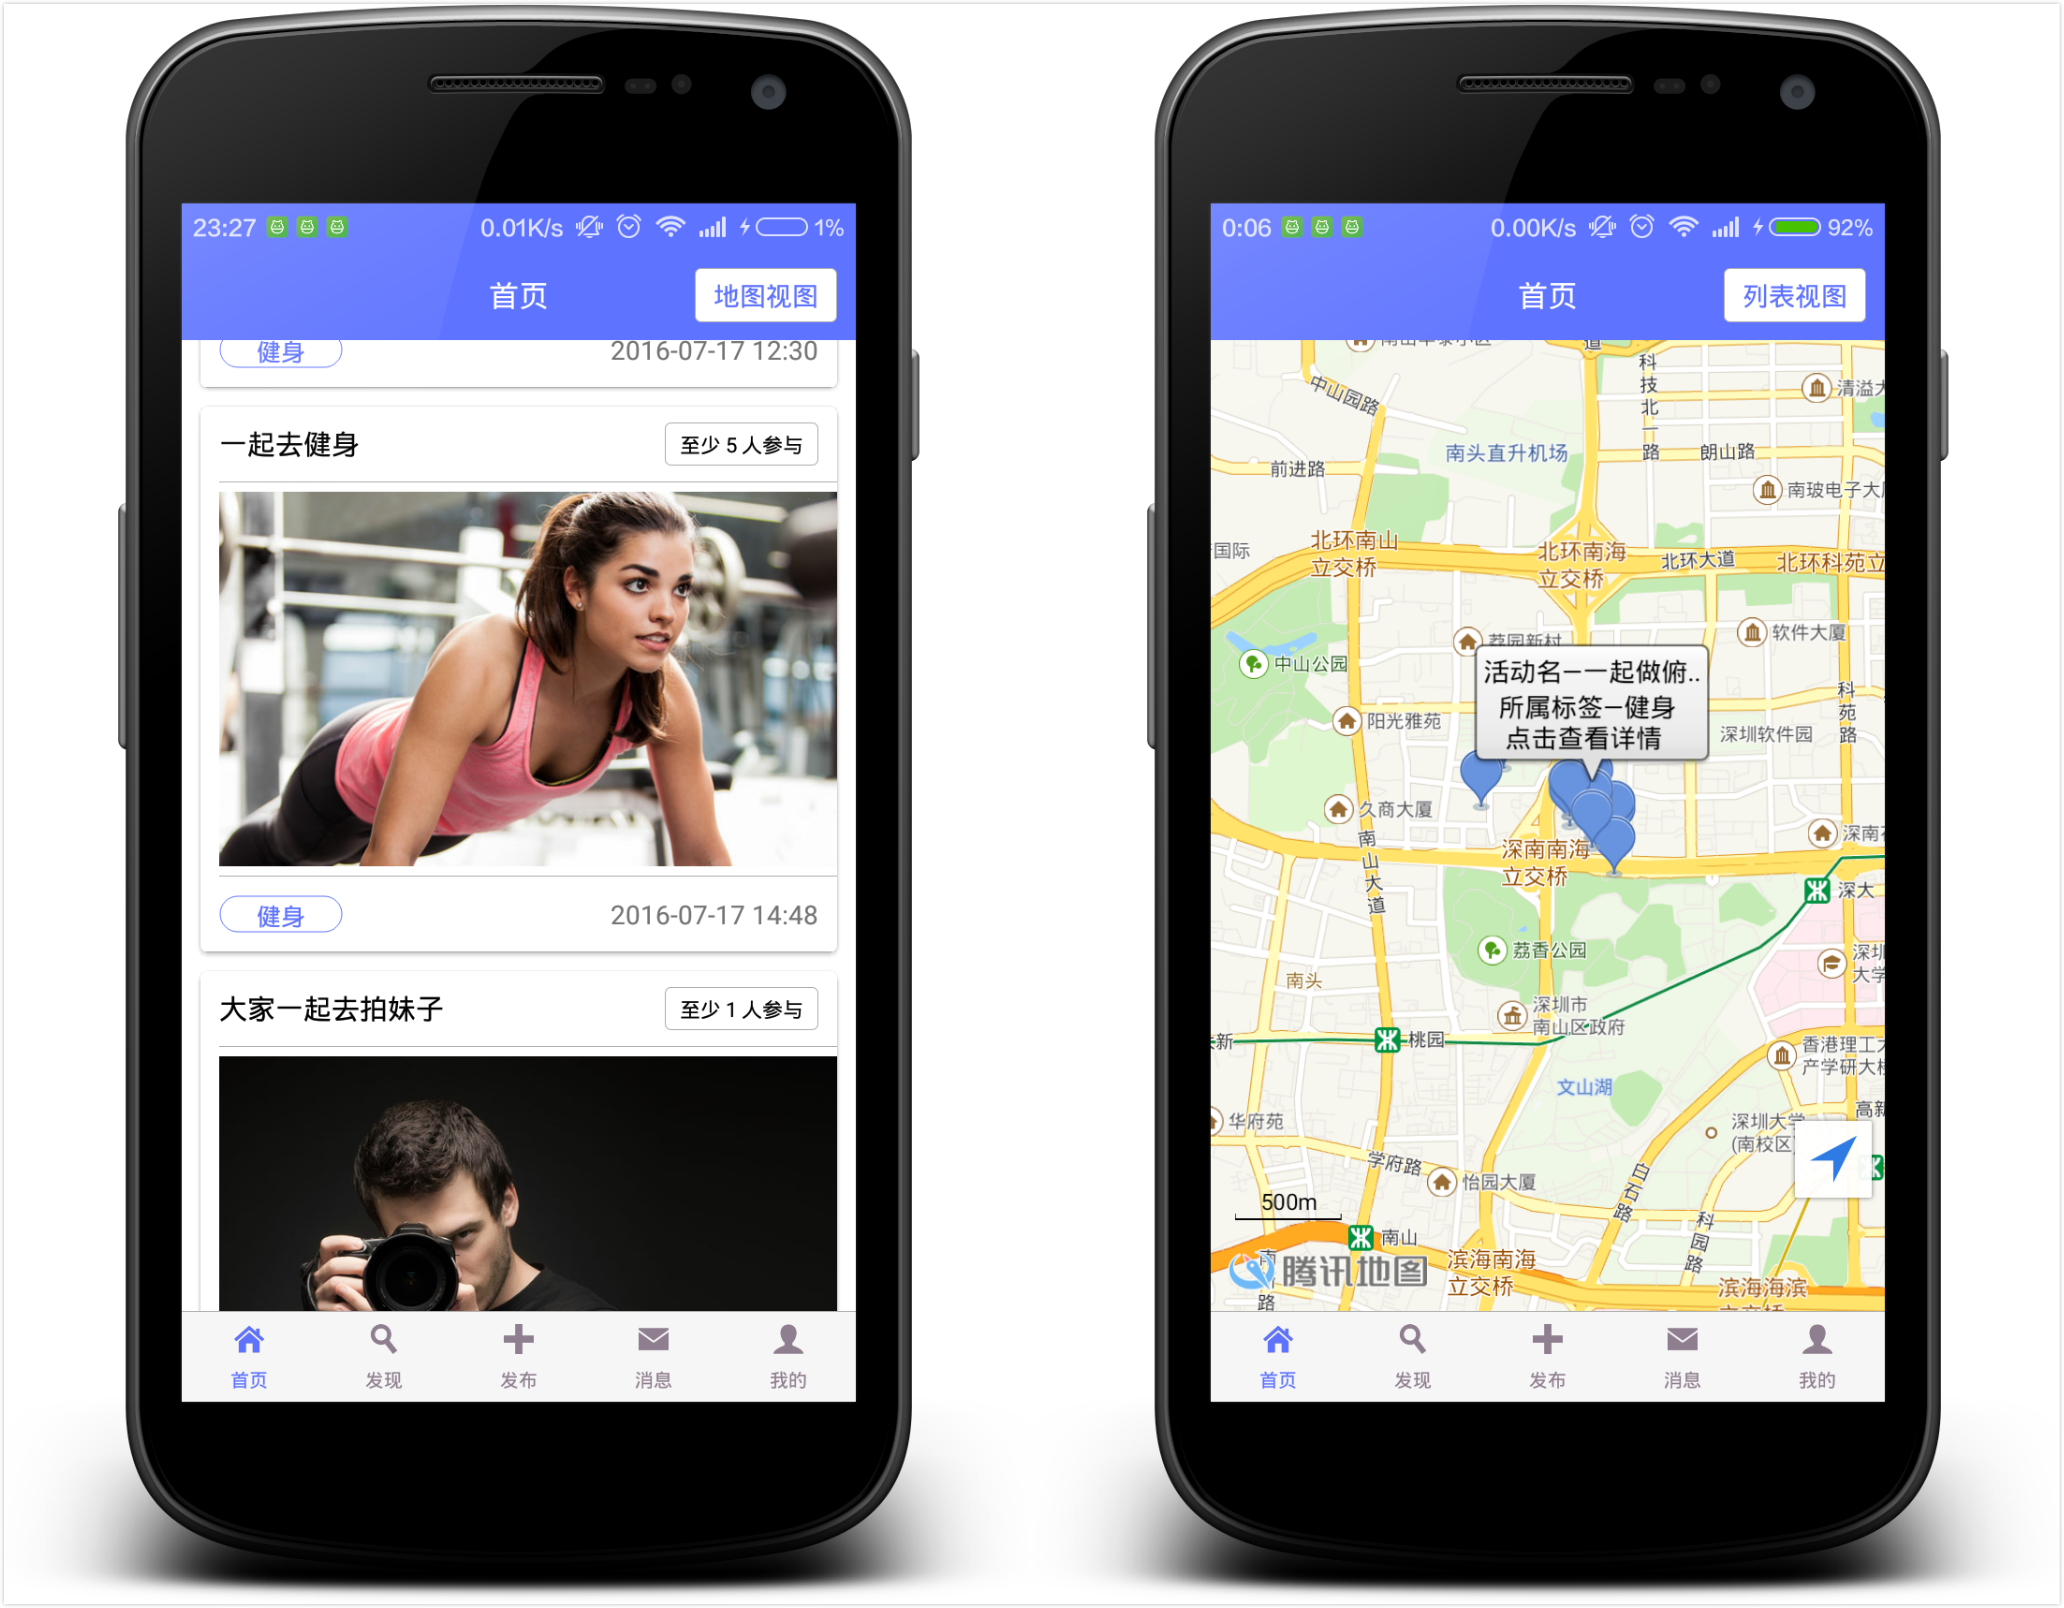 23:27 0.01K/s 1%
首页
地图视图
健身 2016-07-17 12:30
一起去健身 至少 5 人参与
健身 2016-07-17 14:48
大家一起去拍妹子 至少 1 人参与
首页 发现 发布 消息 我的
0:06 0.00K/s 92%
首页
列表视图
道
科技北一路
中山园路
清溢大
南头直升机场
朗山路
前进路
南玻电子大厦
北环南山
立交桥
北环南海
立交桥
北环大道
北环科苑立
国际
荔园新村
软件大厦
中山公园
活动名—一起做俯..
所属标签—健身
点击查看详情
科苑路
阳光雅苑
深圳软件园
久商大厦
南山大道
深南
深南南海
立交桥
深大
荔香公园
深圳
大学
南头
深圳市
南山区政府
新
桃园
香港理工大
产学研大楼
文山湖
高新
华府苑
深圳大学
(南校区)
学府路
怡园大厦
白石路
500m
科园路
南山
南
路
腾讯地图
滨海南海
立交桥
滨海海滨
立交桥
首页 发现 发布 消息 我的